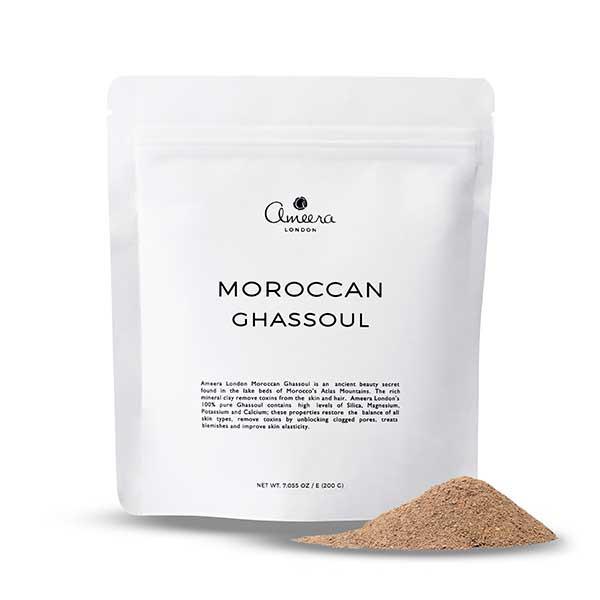 Ameera
LONDON
MOROCCAN
GHASSOUL
Ameera London Moroccan Ghassoul is an ancient beauty secret
found in the lake beds of Morocco's Atlas Mountains. The rich
mineral clay remove toxins from the skin and hair. Ameera London's
100% pure Ghassoul contains high levels of Silica, Magnesium,
Potassium and Calcium; these properties restore the balance of all
skin types, remove toxins by unblocking clogged pores, treats
blemishes and improve skin elasticity.
NET WT. 7.055 OZ / E (200 G)